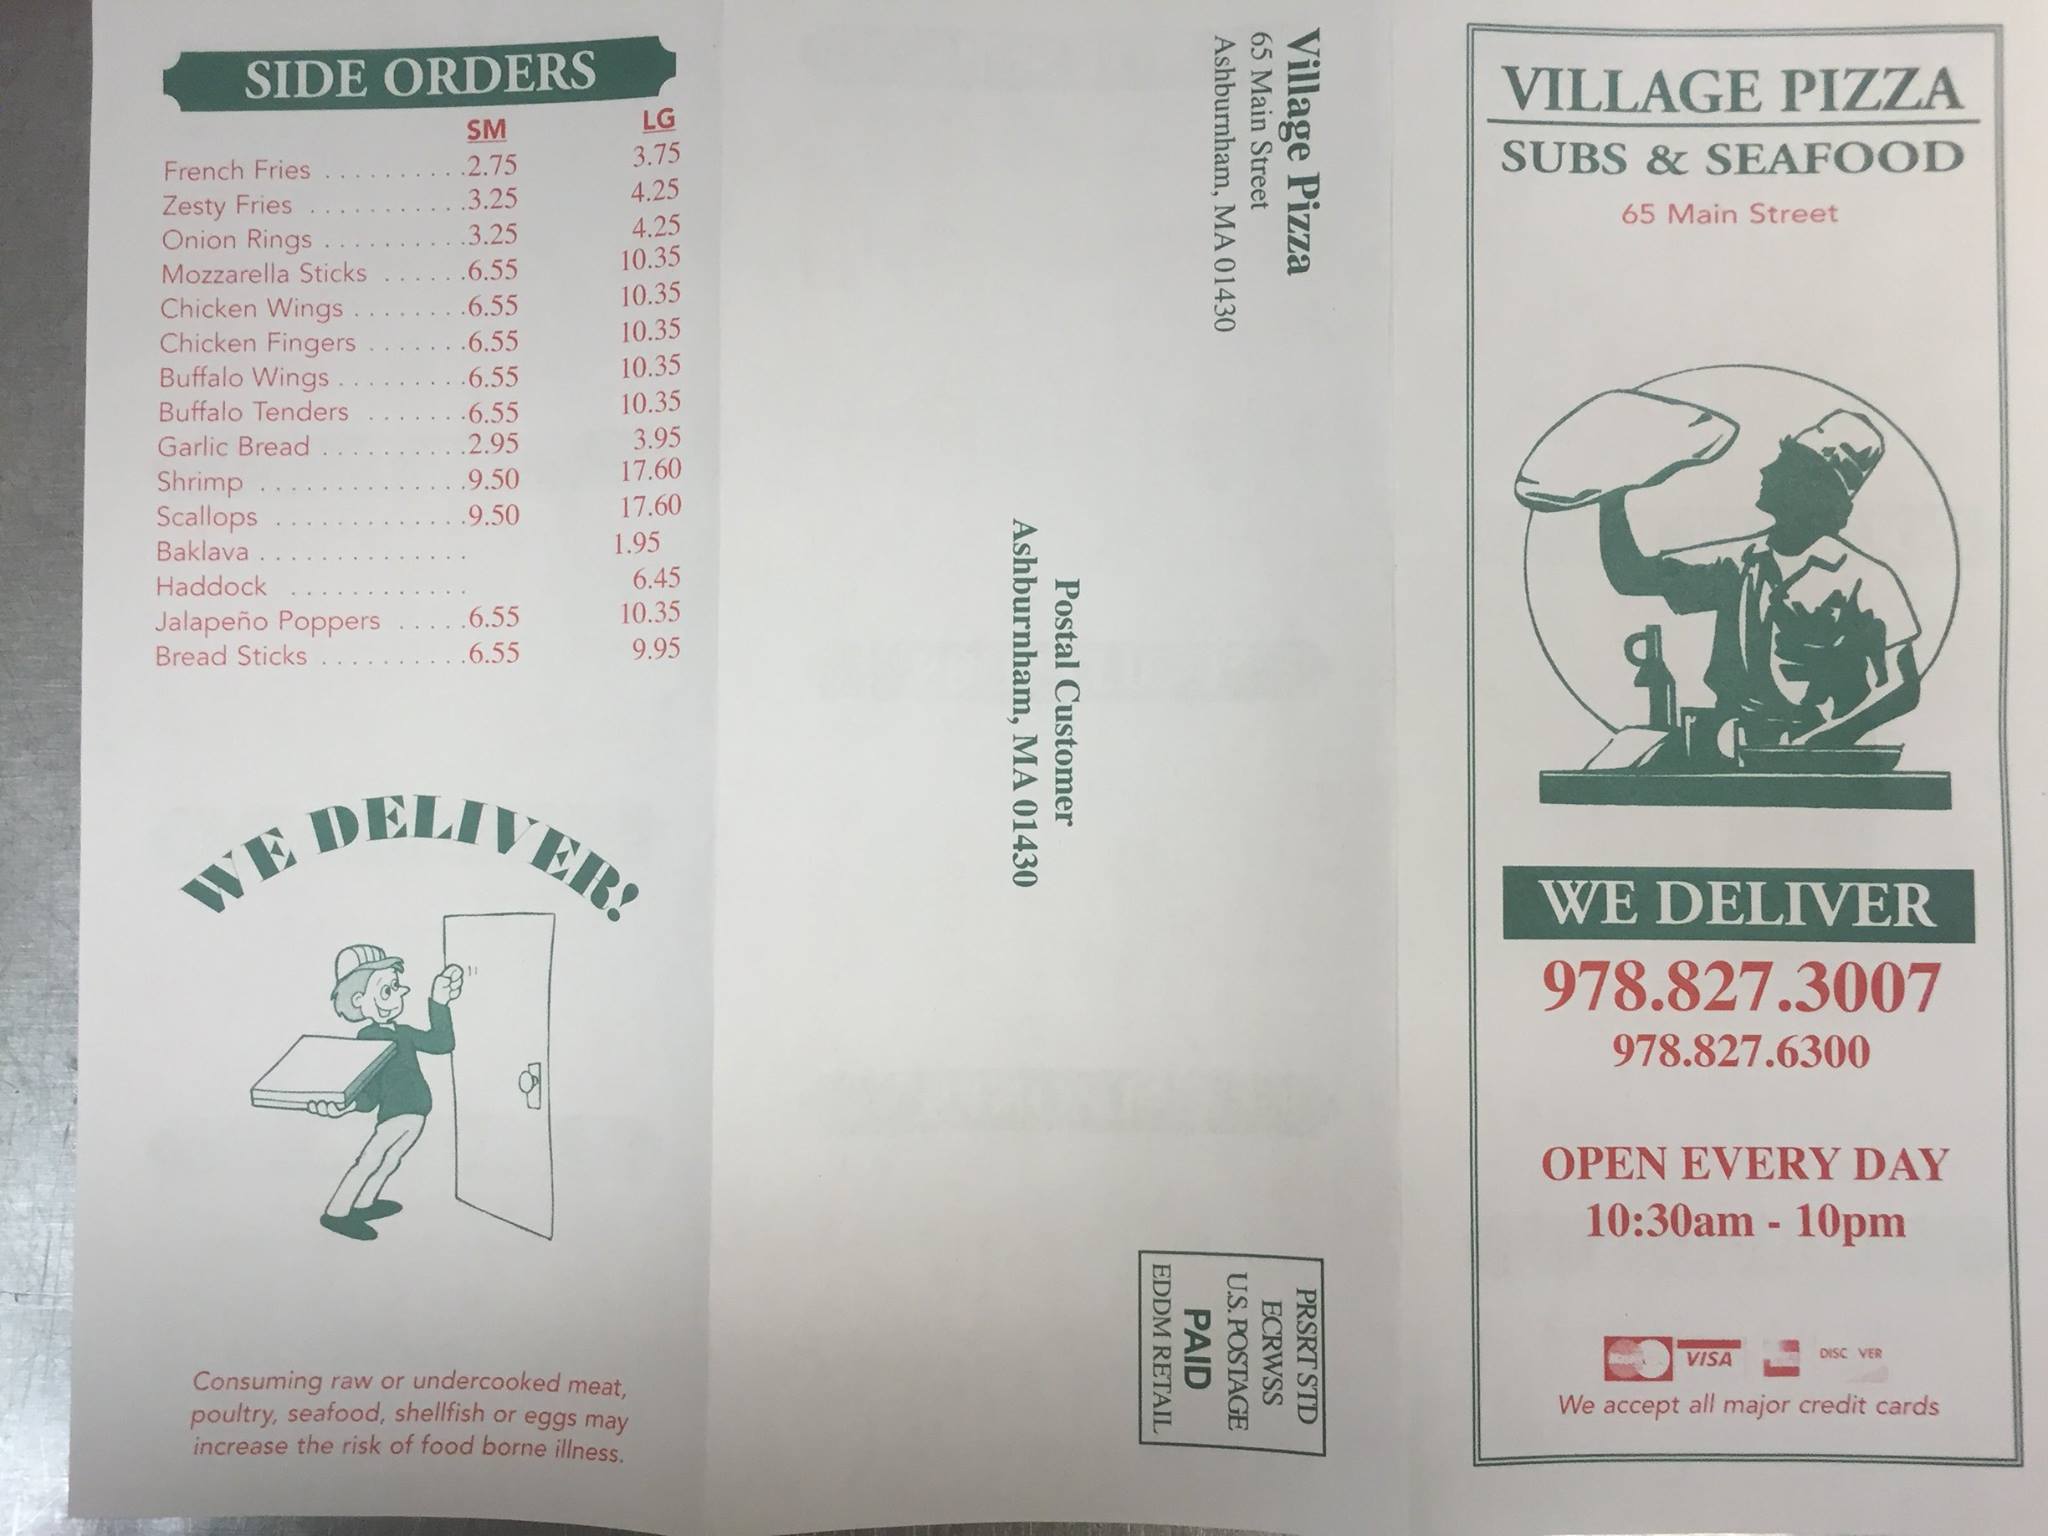 SIDE ORDERS
SM LG
French Fries . . . . . . . . . . 2.75 3.75
Zesty Fries . . . . . . . . . . . 3.25 4.25
Onion Rings . . . . . . . . . . 3.25 4.25
Mozzarella Sticks . . . . . . 6.55 10.35
Chicken Wings . . . . . . . . 6.55 10.35
Chicken Fingers . . . . . . . 6.55 10.35
Buffalo Wings . . . . . . . . . 6.55 10.35
Buffalo Tenders . . . . . . . 6.55 10.35
Garlic Bread . . . . . . . . . . 2.95 3.95
Shrimp . . . . . . . . . . . . . . 9.50 17.60
Scallops . . . . . . . . . . . . . 9.50 17.60
Baklava . . . . . . . . . . . . . . 1.95
Haddock . . . . . . . . . . . . 6.45
Jalapeño Poppers . . . . . 6.55 10.35
Bread Sticks . . . . . . . . . . 6.55 9.95
WE DELIVER!
Consuming raw or undercooked meat,
poultry, seafood, shellfish or eggs may
increase the risk of food borne illness.
Village Pizza
65 Main Street
Ashburnham, MA 01430
Postal Customer
Ashburnham, MA 01430
PRSRT STD
ECRWSS
U.S. POSTAGE
PAID
EDDM RETAIL
VILLAGE PIZZA
SUBS & SEAFOOD
65 Main Street
WE DELIVER
978.827.3007
978.827.6300
OPEN EVERY DAY
10:30am - 10pm
VISA DISC VER
We accept all major credit cards